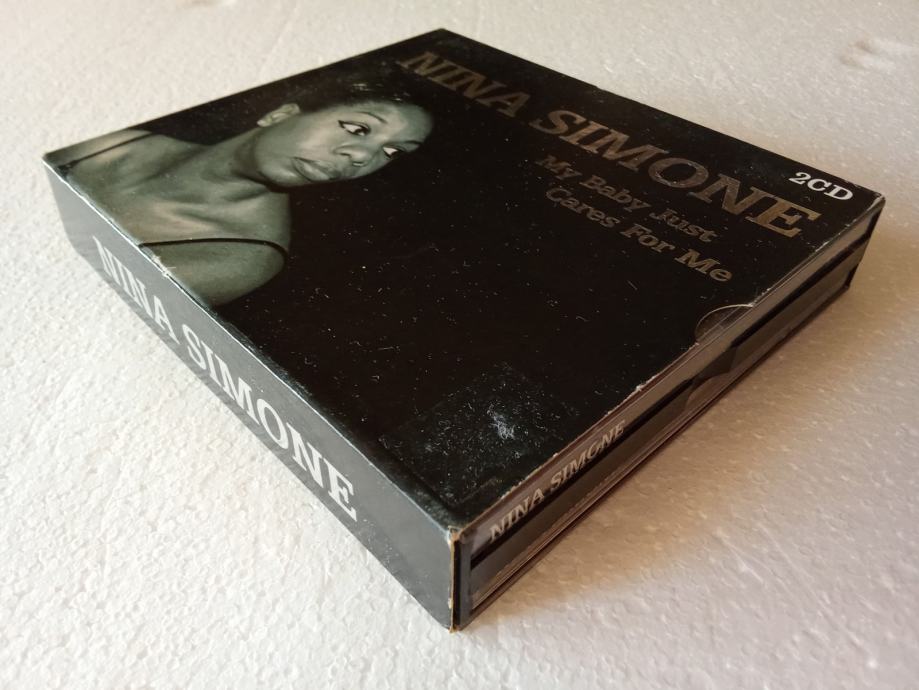 NINA SIMONE
2CD
My Baby Just
Cares For Me
NINA SIMONE
NINA SIMONE